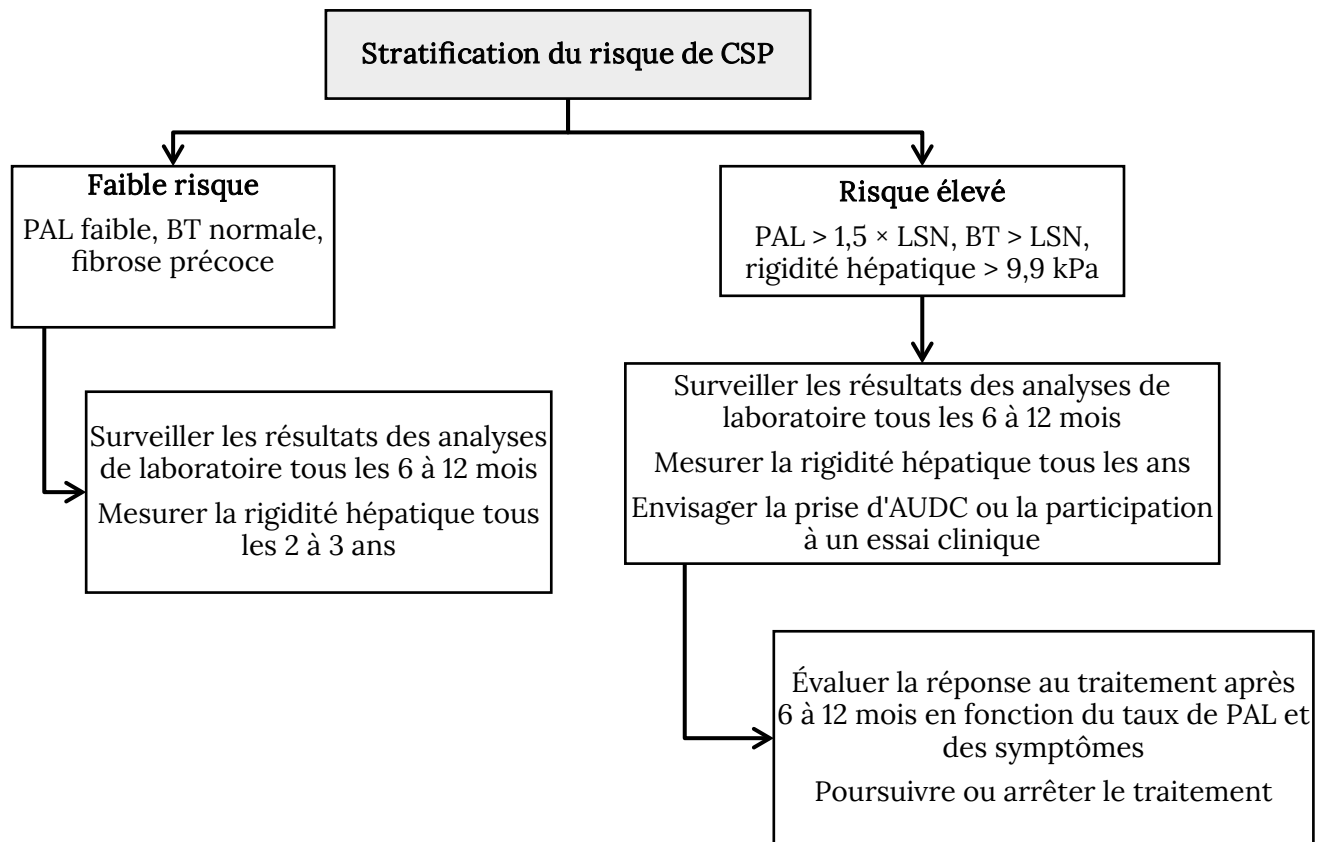 Stratification du risque de CSP
Faible risque
PAL faible, BT normale,
fibrose précoce
Risque élevé
PAL > 1,5 × LSN, BT > LSN,
rigidité hépatique > 9,9 kPa
Surveiller les résultats des analyses
de laboratoire tous les 6 à 12 mois
Mesurer la rigidité hépatique tous
les 2 à 3 ans
Surveiller les résultats des analyses de
laboratoire tous les 6 à 12 mois
Mesurer la rigidité hépatique tous les ans
Envisager la prise d'AUDC ou la participation
à un essai clinique
Évaluer la réponse au traitement après
6 à 12 mois en fonction du taux de PAL et
des symptômes
Poursuivre ou arrêter le traitement